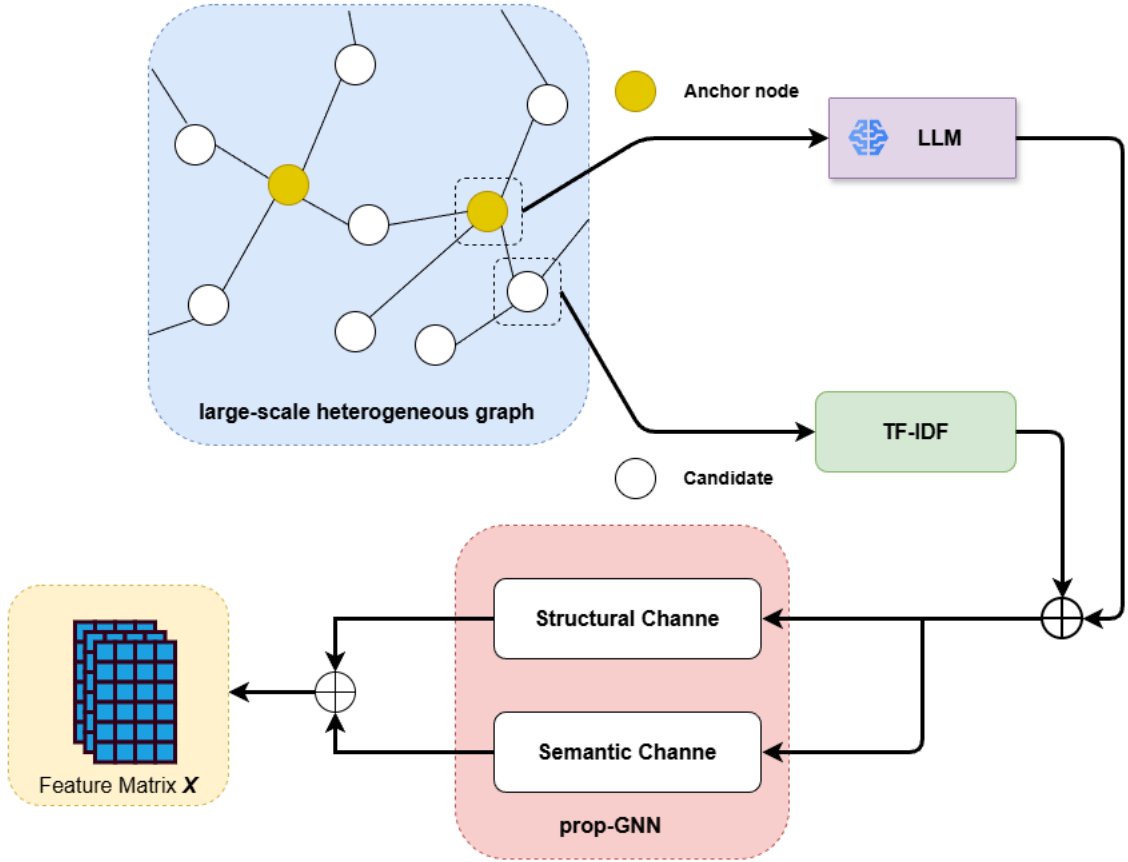 Anchor node
LLM
large-scale heterogeneous graph
TF-IDF
Candidate
Structural Channe
Semantic Channe
prop-GNN
Feature Matrix X